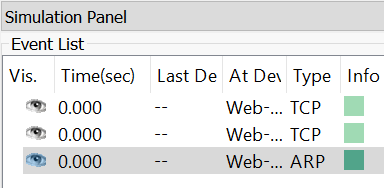 Simulation Panel
Event List
Vis. Time(sec) Last De At Dev Type Info
0.000 -- Web-... TCP
0.000 -- Web-... TCP
0.000 -- Web-... ARP